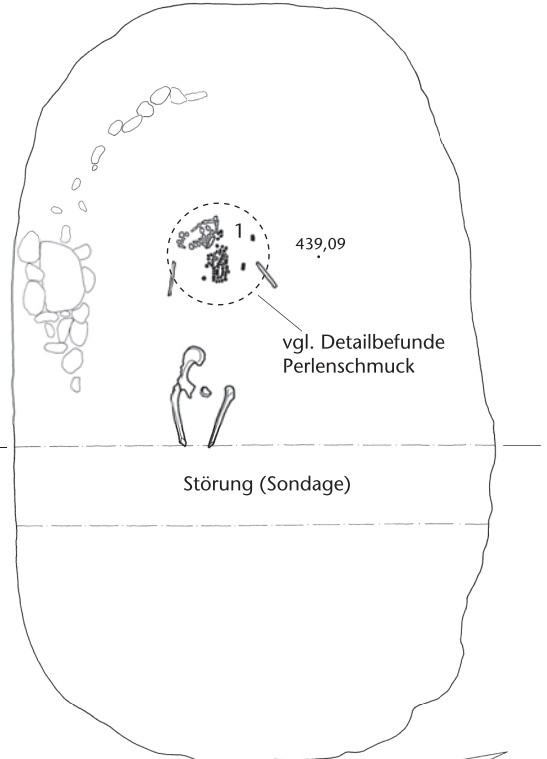 1
439,09
vgl. Detailbefunde
Perlenschmuck
Störung (Sondage)